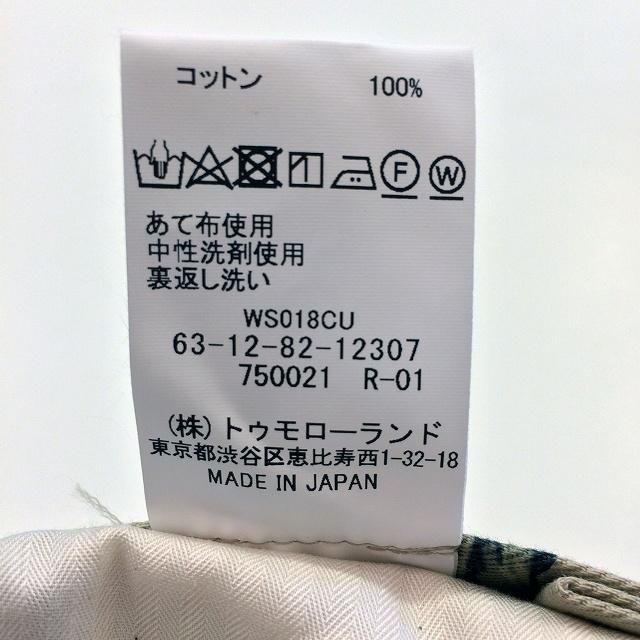 コットン 100%
F W
あて布使用
中性洗剤使用
裏返し洗い
WS018CU
63-12-82-12307
750021 R-01
(株)トゥモローランド
東京都渋谷区恵比寿西1-32-18
MADE IN JAPAN